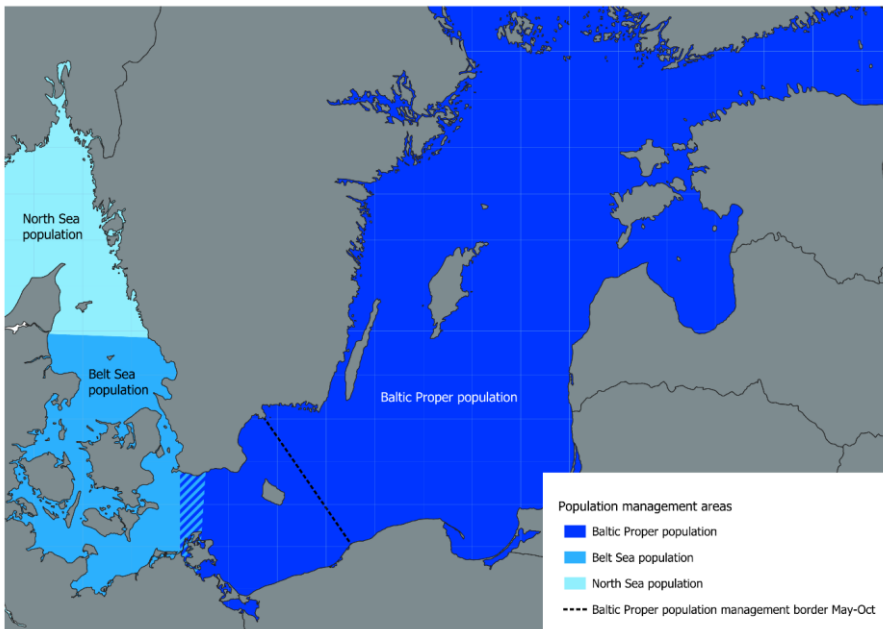 North Sea
population
Belt Sea
population
Baltic Proper population
Population management areas
Baltic Proper population
Belt Sea population
North Sea population
Baltic Proper population management border May-Oct